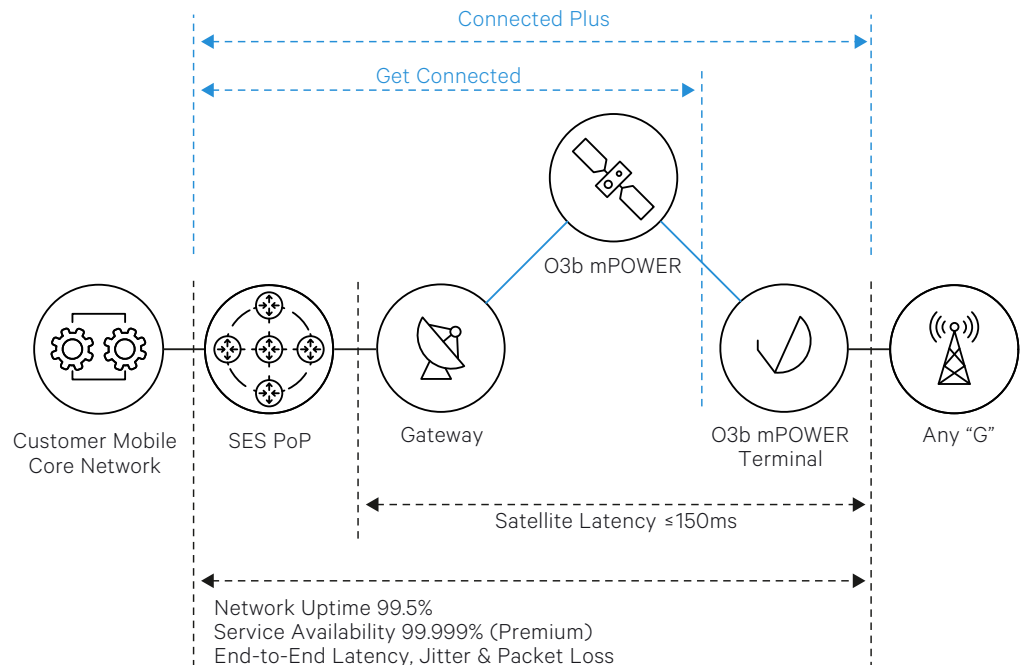 Connected Plus
Get Connected
O3b mPOWER
Customer Mobile
Core Network
SES PoP
Gateway
O3b mPOWER
Terminal
Any “G”
Satellite Latency ≤150ms
Network Uptime 99.5%
Service Availability 99.999% (Premium)
End-to-End Latency, Jitter & Packet Loss